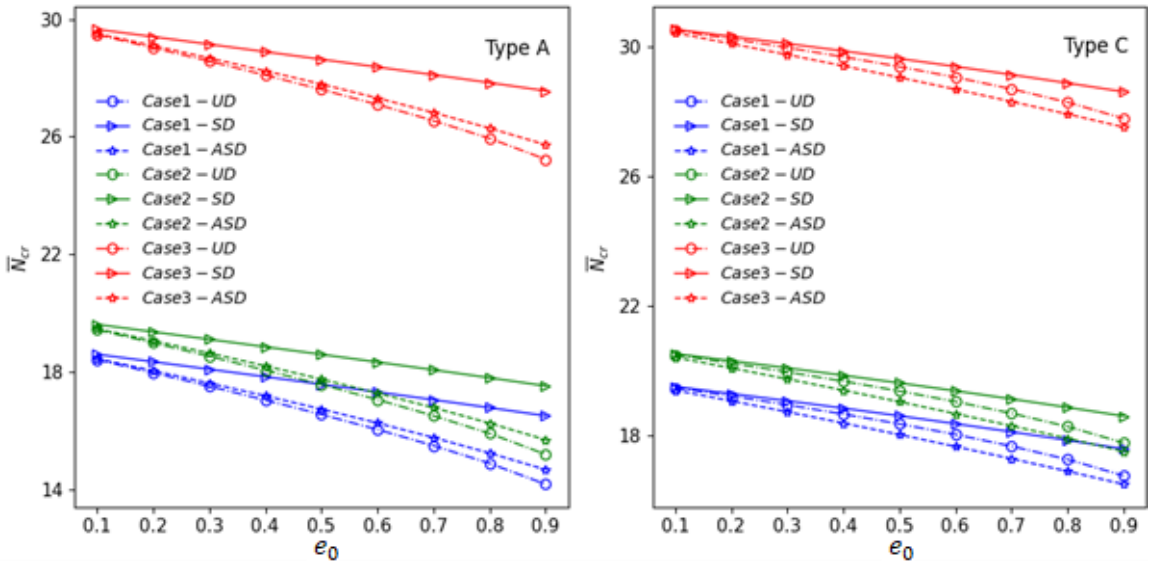 30
26
22
18
14
N̅cr
Type A
Case1 − UD
Case1 − SD
Case1 − ASD
Case2 − UD
Case2 − SD
Case2 − ASD
Case3 − UD
Case3 − SD
Case3 − ASD
0.1 0.2 0.3 0.4 0.5 0.6 0.7 0.8 0.9
e0
30
26
22
18
N̅cr
Type C
Case1 − UD
Case1 − SD
Case1 − ASD
Case2 − UD
Case2 − SD
Case2 − ASD
Case3 − UD
Case3 − SD
Case3 − ASD
0.1 0.2 0.3 0.4 0.5 0.6 0.7 0.8 0.9
e0